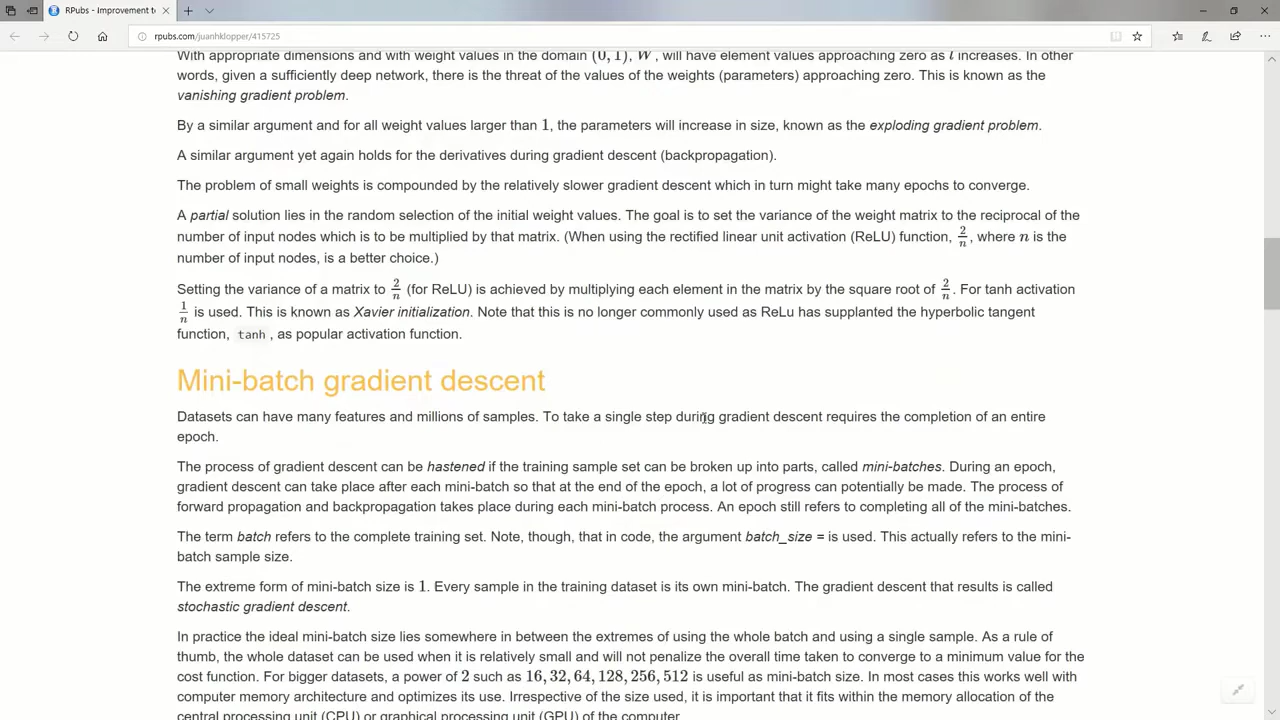 RPubs - Improvement to
rpubs.com/juanhklopper/415725
With appropriate dimensions and with weight values in the domain (0, 1), W , will have element values approaching zero as l increases. In other
words, given a sufficiently deep network, there is the threat of the values of the weights (parameters) approaching zero. This is known as the
vanishing gradient problem.
By a similar argument and for all weight values larger than 1, the parameters will increase in size, known as the exploding gradient problem.
A similar argument yet again holds for the derivatives during gradient descent (backpropagation).
The problem of small weights is compounded by the relatively slower gradient descent which in turn might take many epochs to converge.
A partial solution lies in the random selection of the initial weight values. The goal is to set the variance of the weight matrix to the reciprocal of the
number of input nodes which is to be multiplied by that matrix. (When using the rectified linear unit activation (ReLU) function, 2/n, where n is the
number of input nodes, is a better choice.)
Setting the variance of a matrix to 2/n (for ReLU) is achieved by multiplying each element in the matrix by the square root of 2/n. For tanh activation
1/n is used. This is known as Xavier initialization. Note that this is no longer commonly used as ReLu has supplanted the hyperbolic tangent
function, tanh , as popular activation function.
Mini-batch gradient descent
Datasets can have many features and millions of samples. To take a single step during gradient descent requires the completion of an entire
epoch.
The process of gradient descent can be hastened if the training sample set can be broken up into parts, called mini-batches. During an epoch,
gradient descent can take place after each mini-batch so that at the end of the epoch, a lot of progress can potentially be made. The process of
forward propagation and backpropagation takes place during each mini-batch process. An epoch still refers to completing all of the mini-batches.
The term batch refers to the complete training set. Note, though, that in code, the argument batch_size = is used. This actually refers to the mini-
batch sample size.
The extreme form of mini-batch size is 1. Every sample in the training dataset is its own mini-batch. The gradient descent that results is called
stochastic gradient descent.
In practice the ideal mini-batch size lies somewhere in between the extremes of using the whole batch and using a single sample. As a rule of
thumb, the whole dataset can be used when it is relatively small and will not penalize the overall time taken to converge to a minimum value for the
cost function. For bigger datasets, a power of 2 such as 16, 32, 64, 128, 256, 512 is useful as mini-batch size. In most cases this works well with
computer memory architecture and optimizes its use. Irrespective of the size used, it is important that it fits within the memory allocation of the
central processing unit (CPU) or graphical processing unit (GPU) of the computer.